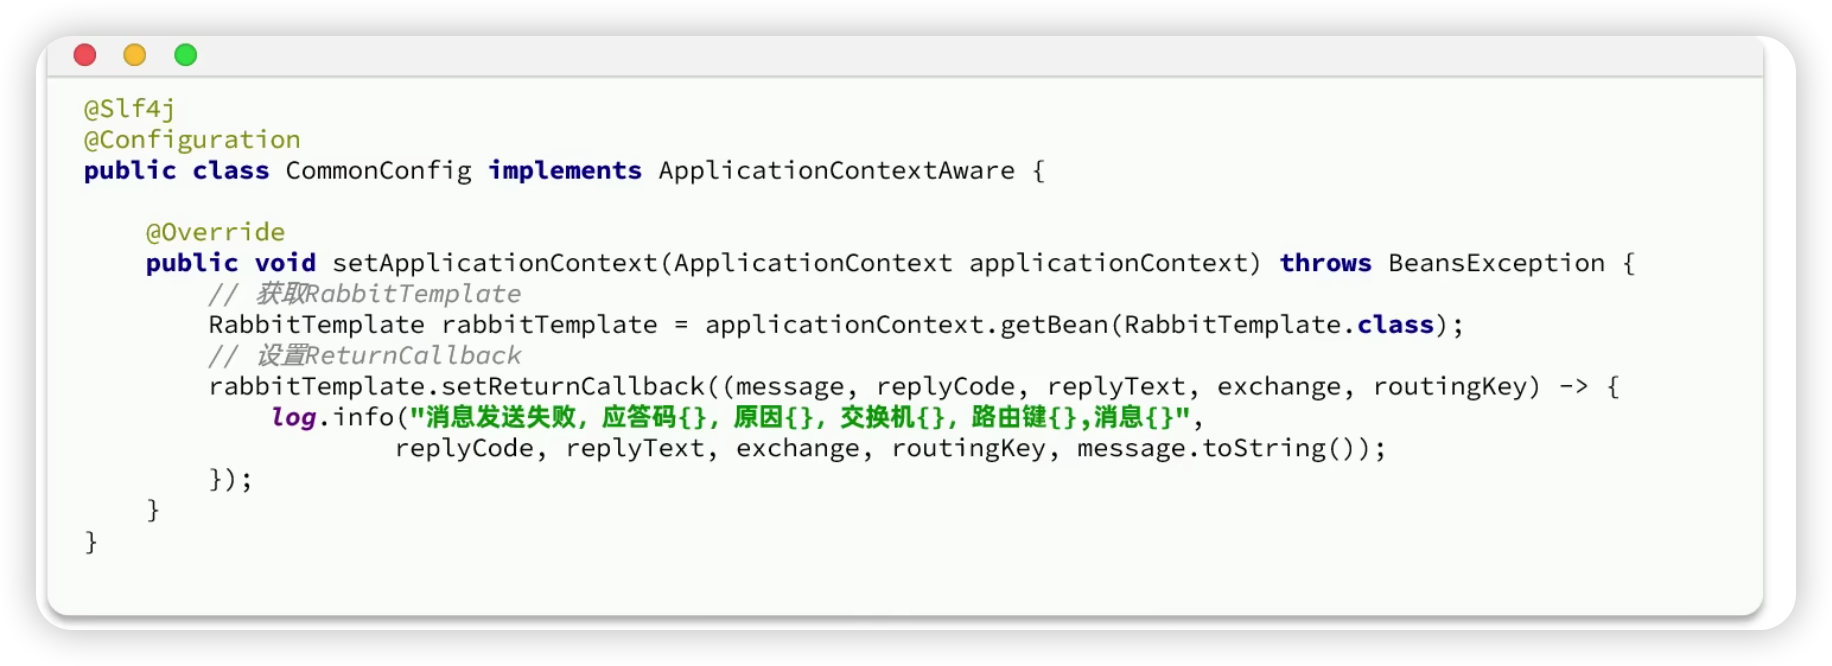 @Slf4j
@Configuration
public class CommonConfig implements ApplicationContextAware {
@Override
public void setApplicationContext(ApplicationContext applicationContext) throws BeansException {
// 获取RabbitTemplate
RabbitTemplate rabbitTemplate = applicationContext.getBean(RabbitTemplate.class);
// 设置ReturnCallback
rabbitTemplate.setReturnCallback((message, replyCode, replyText, exchange, routingKey) -> {
log.info("消息发送失败，应答码{}，原因{}，交换机{}，路由键{},消息{}",
replyCode, replyText, exchange, routingKey, message.toString());
});
}
}